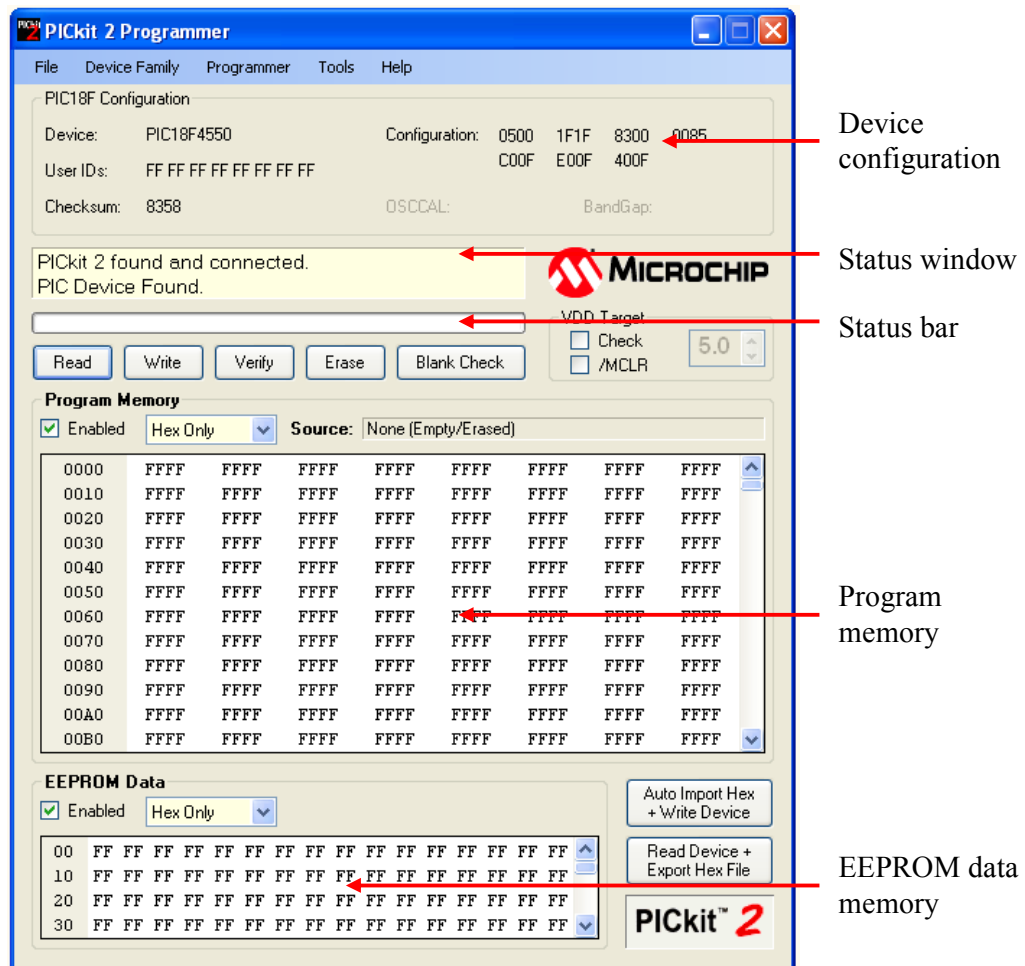 PICkit 2 Programmer
File Device Family Programmer Tools Help
PIC18F Configuration
Device: PIC18F4550 Configuration: 0500 1F1F 8300 0085
C00F E00F 400F
User IDs: FF FF FF FF FF FF FF FF
Checksum: 8358 OSCCAL: BandGap:
Device
configuration
PICkit 2 found and connected.
PIC Device Found.
MICROCHIP
Status window
Status bar
VDD Target
Check
/MCLR
5.0
Read Write Verify Erase Blank Check
Program Memory
Enabled Hex Only Source: None (Empty/Erased)
0000 FFFF FFFF FFFF FFFF FFFF FFFF FFFF FFFF
0010 FFFF FFFF FFFF FFFF FFFF FFFF FFFF FFFF
0020 FFFF FFFF FFFF FFFF FFFF FFFF FFFF FFFF
0030 FFFF FFFF FFFF FFFF FFFF FFFF FFFF FFFF
0040 FFFF FFFF FFFF FFFF FFFF FFFF FFFF FFFF
0050 FFFF FFFF FFFF FFFF FFFF FFFF FFFF FFFF
0060 FFFF FFFF FFFF FFFF FFFF FFFF FFFF FFFF
0070 FFFF FFFF FFFF FFFF FFFF FFFF FFFF FFFF
0080 FFFF FFFF FFFF FFFF FFFF FFFF FFFF FFFF
0090 FFFF FFFF FFFF FFFF FFFF FFFF FFFF FFFF
00A0 FFFF FFFF FFFF FFFF FFFF FFFF FFFF FFFF
00B0 FFFF FFFF FFFF FFFF FFFF FFFF FFFF FFFF
Program
memory
EEPROM Data
Enabled Hex Only
00 FF FF FF FF FF FF FF FF FF FF FF FF FF FF FF FF
10 FF FF FF FF FF FF FF FF FF FF FF FF FF FF FF FF
20 FF FF FF FF FF FF FF FF FF FF FF FF FF FF FF FF
30 FF FF FF FF FF FF FF FF FF FF FF FF FF FF FF FF
Auto Import Hex
+ Write Device
Read Device +
Export Hex File
PICkit™ 2
EEPROM data
memory